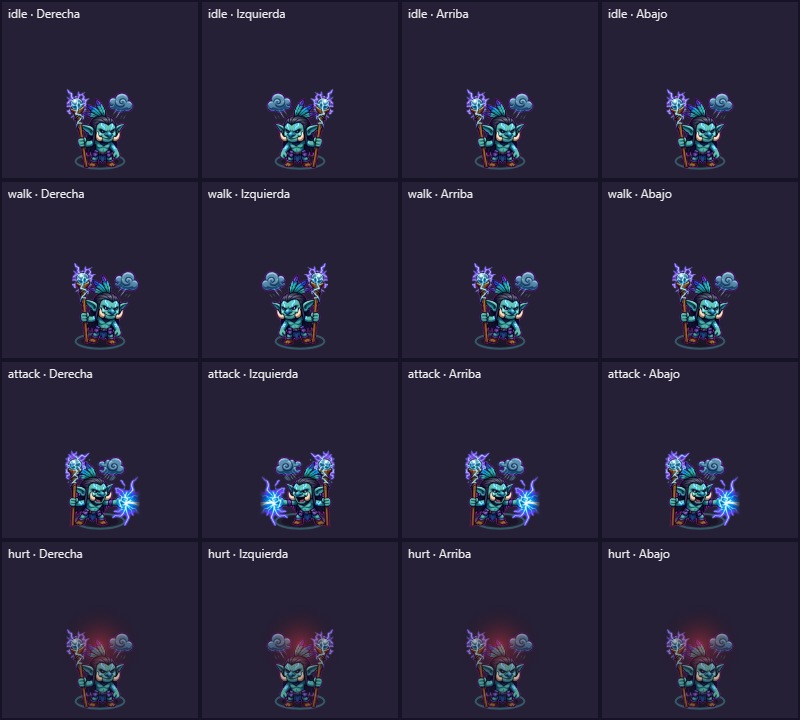 idle · Derecha
idle · Izquierda
idle · Arriba
idle · Abajo
walk · Derecha
walk · Izquierda
walk · Arriba
walk · Abajo
attack · Derecha
attack · Izquierda
attack · Arriba
attack · Abajo
hurt · Derecha
hurt · Izquierda
hurt · Arriba
hurt · Abajo